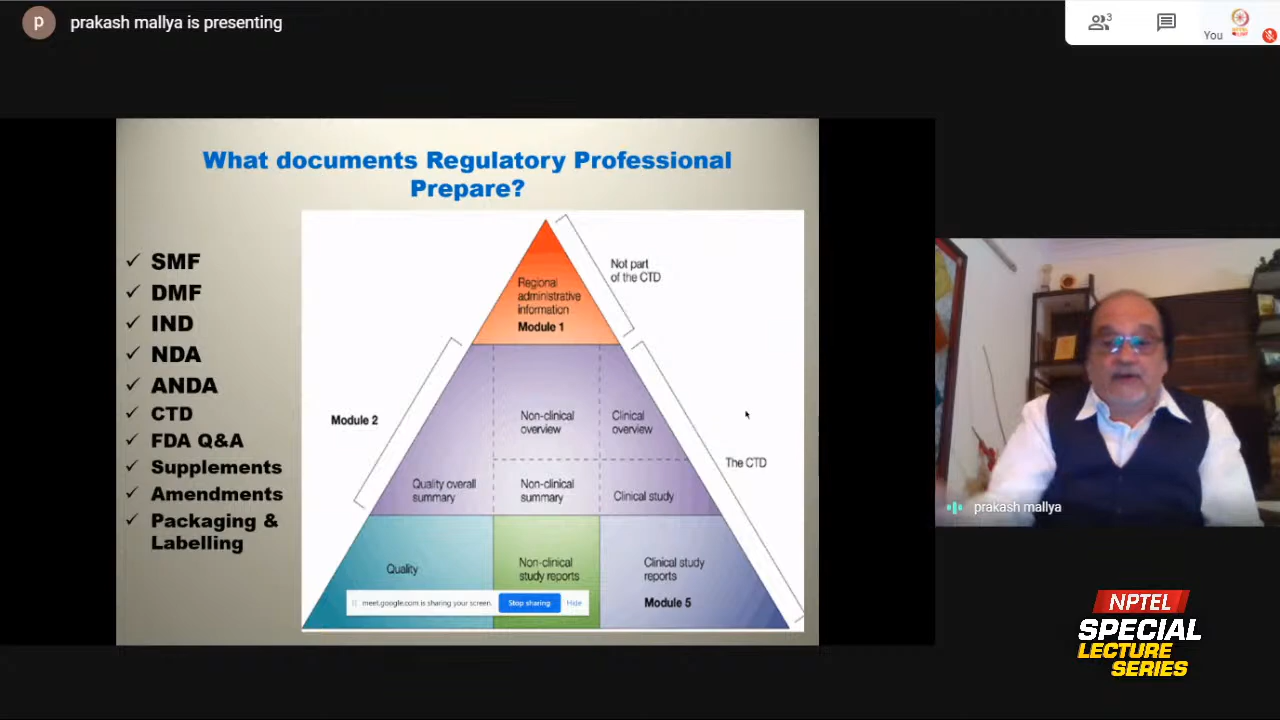 p
prakash mallya is presenting
3
You
What documents Regulatory Professional
Prepare?
✓ SMF
✓ DMF
✓ IND
✓ NDA
✓ ANDA
✓ CTD
✓ FDA Q&A
✓ Supplements
✓ Amendments
✓ Packaging &
Labelling
Not part
of the CTD
Regional
administrative
information
Module 1
Module 2
Non-clinical
overview
Clinical
overview
The CTD
Quality overall
summary
Non-clinical
summary
Clinical study
Quality
Non-clinical
study reports
Clinical study
reports
Module 5
meet.google.com is sharing your screen.
Stop sharing
Hide
prakash mallya
NPTEL
SPECIAL
LECTURE
SERIES